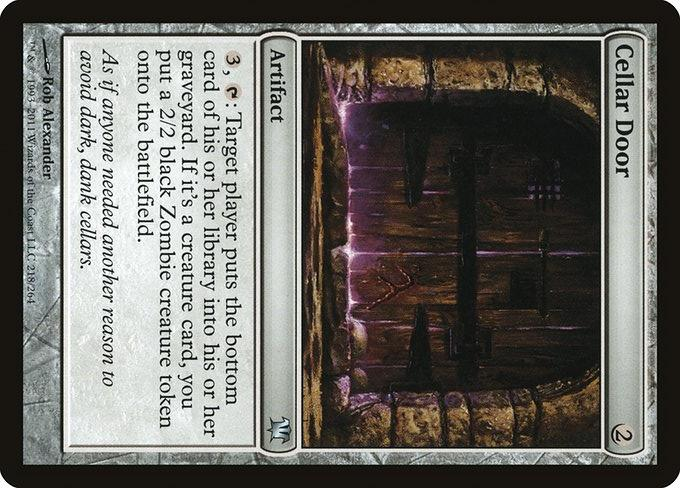 Cellar Door 2
Artifact
3, T: Target player puts the bottom
card of his or her library into his or her
graveyard. If it's a creature card, you
put a 2/2 black Zombie creature token
onto the battlefield.
As if anyone needed another reason to
avoid dark, dank cellars.
Rob Alexander
™ & © 1993–2011 Wizards of the Coast LLC 218/264